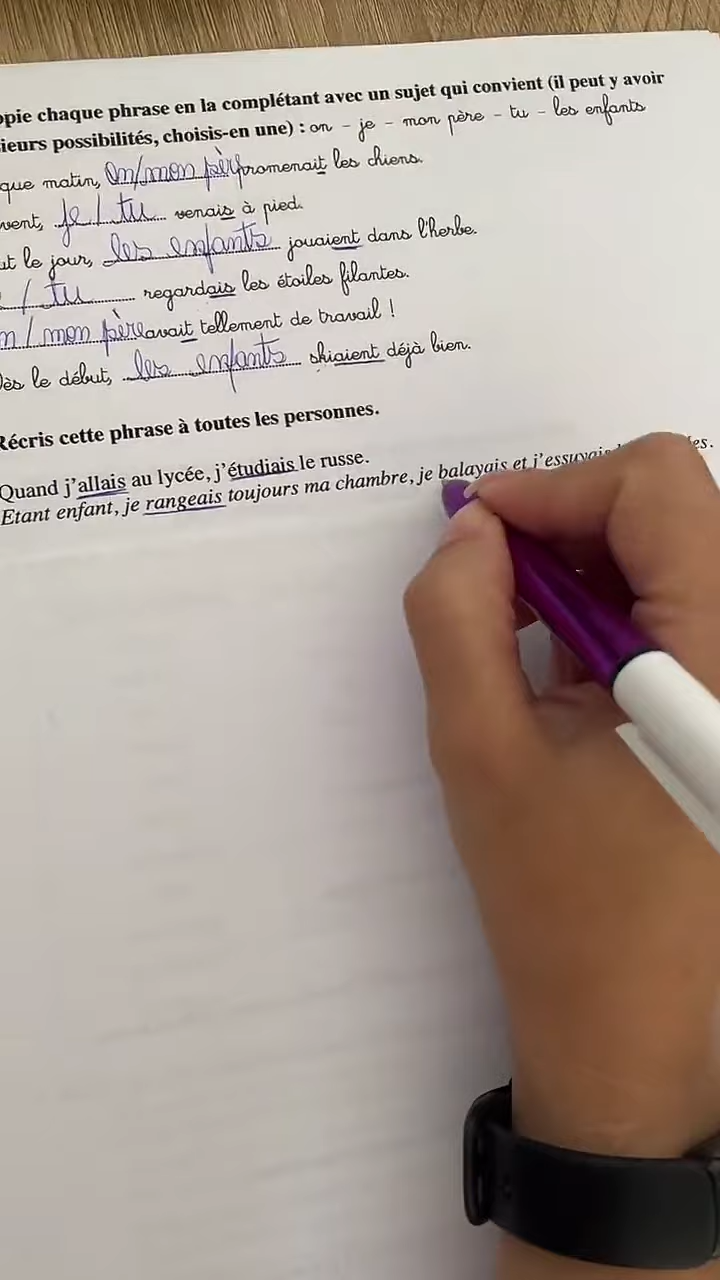 opie chaque phrase en la complétant avec un sujet qui convient (il peut y avoir
sieurs possibilités, choisis-en une) : on – je – mon père – tu – les enfants
que matin, on/mon père promenait les chiens.
vent, je / tu venais à pied.
ut le jour, les enfants jouaient dans l'herbe.
/ tu regardais les étoiles filantes.
n / mon père avait tellement de travail !
Dès le début, les enfants skiaient déjà bien.
Récris cette phrase à toutes les personnes.
Quand j'allais au lycée, j'étudiais le russe.
Etant enfant, je rangeais toujours ma chambre, je balayais et j'essuyais